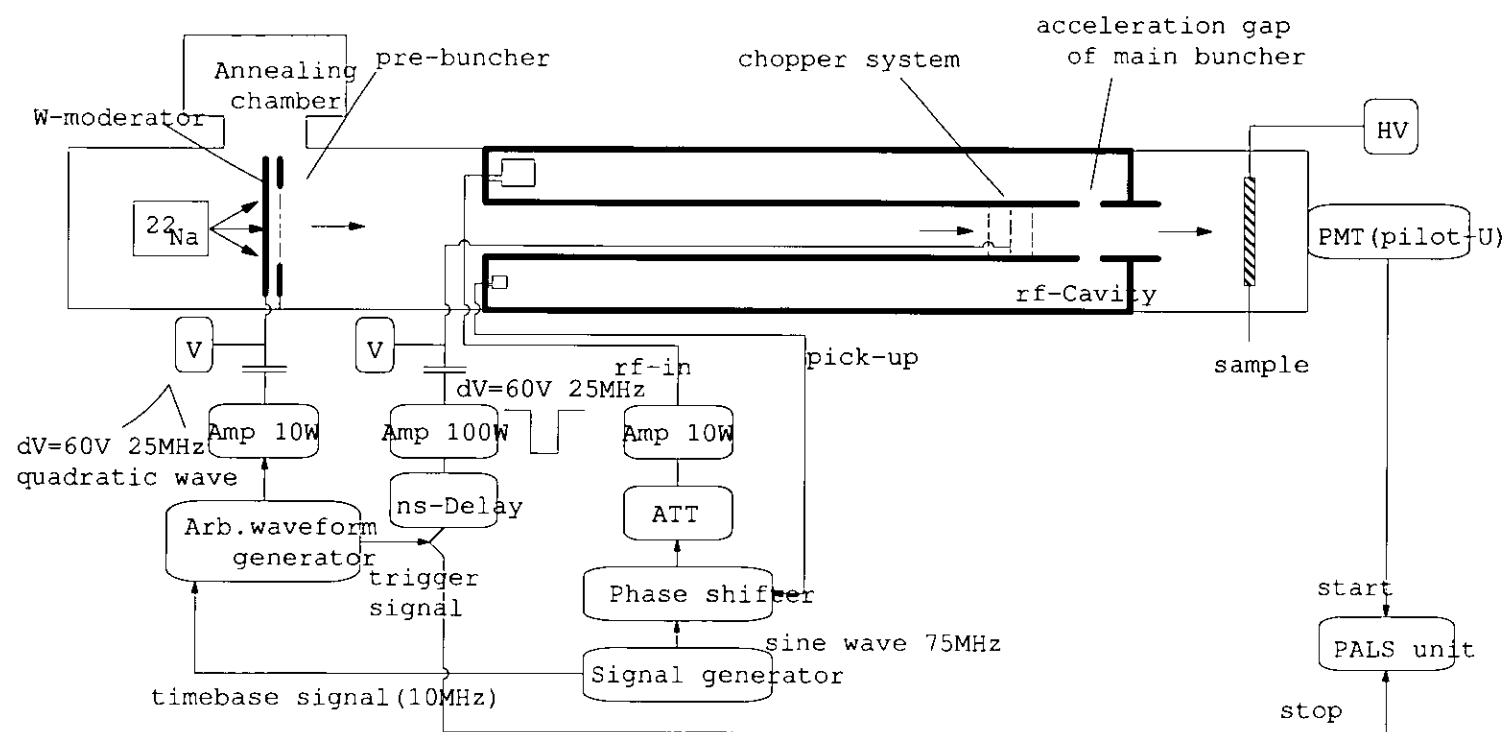 acceleration gap
of main buncher
pre-buncher
chopper system
Annealing
chamber
W-moderator
HV
22Na
PMT(pilot-U)
rf-Cavity
V
V
rf-in
pick-up
sample
dV=60V 25MHz
Amp 10W
Amp 100W
Amp 10W
dV=60V 25MHz
quadratic wave
ns-Delay
ATT
Arb.waveform
generator
trigger
signal
Phase shifter
start
sine wave 75MHz
PALS unit
Signal generator
timebase signal(10MHz)
stop